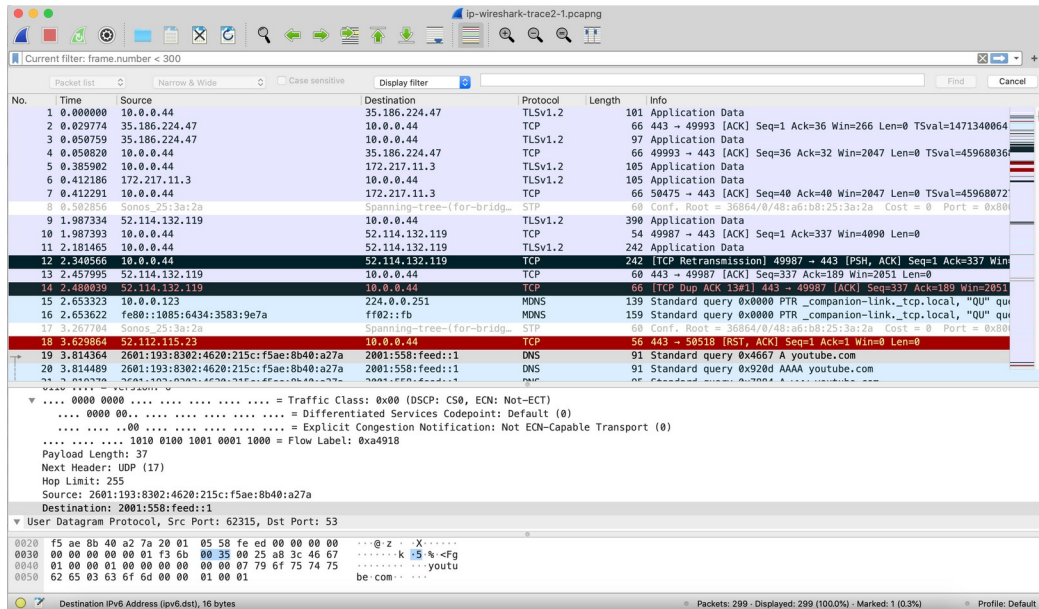 ip-wireshark-trace2-1.pcapng
Current filter: frame.number < 300
Packet list Narrow & Wide Case sensitive Display filter Find Cancel
No. Time Source Destination Protocol Length Info
1 0.000000 10.0.0.44 35.186.224.47 TLSv1.2 101 Application Data
2 0.029774 35.186.224.47 10.0.0.44 TCP 66 443 → 49993 [ACK] Seq=1 Ack=36 Win=266 Len=0 TSval=1471340064
3 0.050759 35.186.224.47 10.0.0.44 TLSv1.2 97 Application Data
4 0.050820 10.0.0.44 35.186.224.47 TCP 66 49993 → 443 [ACK] Seq=36 Ack=32 Win=2047 Len=0 TSval=45968036
5 0.385902 10.0.0.44 172.217.11.3 TLSv1.2 105 Application Data
6 0.412186 172.217.11.3 10.0.0.44 TLSv1.2 105 Application Data
7 0.412291 10.0.0.44 172.217.11.3 TCP 66 50475 → 443 [ACK] Seq=40 Ack=40 Win=2047 Len=0 TSval=45968072
8 0.502856 Sonos_25:3a:2a Spanning-tree-(for-bridg… STP 60 Conf. Root = 36864/0/48:a6:b8:25:3a:2a Cost = 0 Port = 0x80
9 1.987334 52.114.132.119 10.0.0.44 TLSv1.2 390 Application Data
10 1.987393 10.0.0.44 52.114.132.119 TCP 54 49987 → 443 [ACK] Seq=1 Ack=337 Win=4090 Len=0
11 2.181465 10.0.0.44 52.114.132.119 TLSv1.2 242 Application Data
12 2.340566 10.0.0.44 52.114.132.119 TCP 242 [TCP Retransmission] 49987 → 443 [PSH, ACK] Seq=1 Ack=337 Win=
13 2.457995 52.114.132.119 10.0.0.44 TCP 60 443 → 49987 [ACK] Seq=337 Ack=189 Win=2051 Len=0
14 2.480039 52.114.132.119 10.0.0.44 TCP 66 [TCP Dup ACK 13#1] 443 → 49987 [ACK] Seq=337 Ack=189 Win=2051
15 2.653323 10.0.0.123 224.0.0.251 MDNS 139 Standard query 0x0000 PTR _companion-link._tcp.local, "QU" que
16 2.653622 fe80::1085:6434:3583:9e7a ff02::fb MDNS 159 Standard query 0x0000 PTR _companion-link._tcp.local, "QU" que
17 3.267704 Sonos_25:3a:2a Spanning-tree-(for-bridg… STP 60 Conf. Root = 36864/0/48:a6:b8:25:3a:2a Cost = 0 Port = 0x80
18 3.629864 52.112.115.23 10.0.0.44 TCP 56 443 → 50518 [RST, ACK] Seq=1 Ack=1 Win=0 Len=0
19 3.814364 2601:193:8302:4620:215c:f5ae:8b40:a27a 2001:558:feed::1 DNS 91 Standard query 0x4667 A youtube.com
20 3.814489 2601:193:8302:4620:215c:f5ae:8b40:a27a 2001:558:feed::1 DNS 91 Standard query 0x920d AAAA youtube.com
.... 0000 0000 .... .... .... .... .... = Traffic Class: 0x00 (DSCP: CS0, ECN: Not-ECT)
.... 0000 00.. .... .... .... .... .... = Differentiated Services Codepoint: Default (0)
.... .... ..00 .... .... .... .... .... = Explicit Congestion Notification: Not ECN-Capable Transport (0)
.... .... .... 1010 0100 1001 0001 1000 = Flow Label: 0xa4918
Payload Length: 37
Next Header: UDP (17)
Hop Limit: 255
Source: 2601:193:8302:4620:215c:f5ae:8b40:a27a
Destination: 2001:558:feed::1
User Datagram Protocol, Src Port: 62315, Dst Port: 53
0020 f5 ae 8b 40 a2 7a 20 01 05 58 fe ed 00 00 00 00 ···@·z · ·X······
0030 00 00 00 00 00 01 f3 6b 00 35 00 25 a8 3c 46 67 ·······k ·5·%·<Fg
0040 01 00 00 01 00 00 00 00 00 00 07 79 6f 75 74 75 ········ ···youtu
0050 62 65 03 63 6f 6d 00 00 01 00 01 be·com·· ···
Destination IPv6 Address (ipv6.dst), 16 bytes Packets: 299 · Displayed: 299 (100.0%) · Marked: 1 (0.3%) Profile: Default